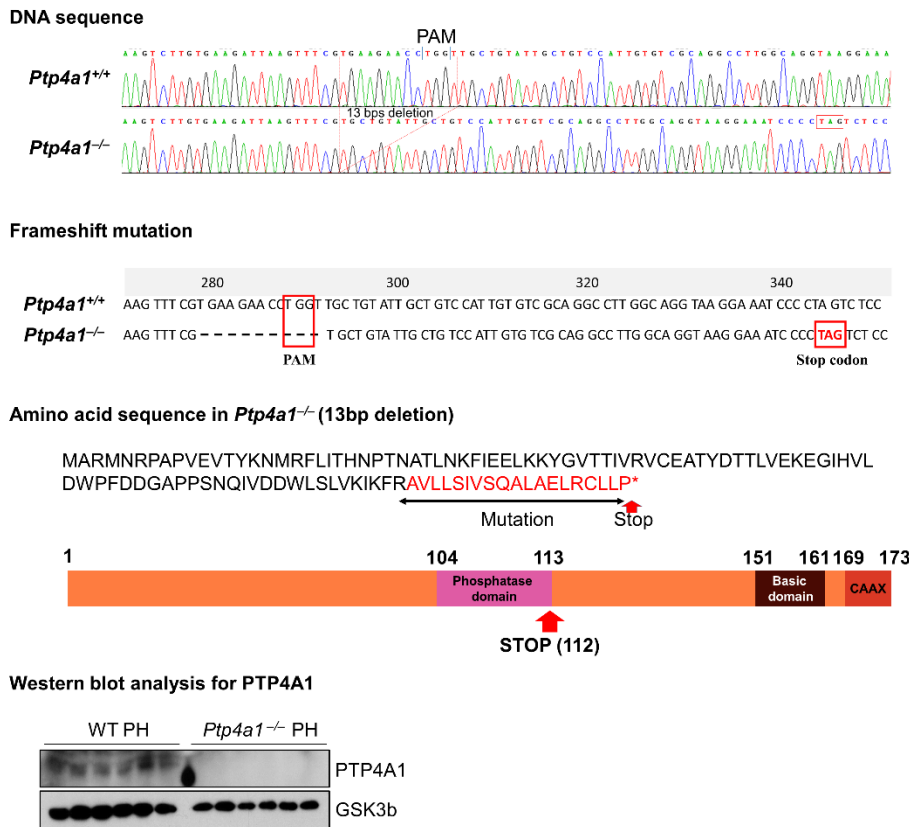 DNA sequence
PAM
AAGTCTTGTGAAGATTAAGTTTCGTGAAGAACCTGGTTGCTGTATTGCTGTCCATTGTGTCGCAGGCCTTGGCAGGTAAGGAAA
Ptp4a1+/+
13 bps deletion
AAGTCTTGTGAAGATTAAGTTTCGTGCTGTATTGCTGTCCATTGTGTCGCAGGCCTTGGCAGGTAAGGAAATCCCCTAGTCTCC
Ptp4a1−/−
Frameshift mutation
280 300 320 340
Ptp4a1+/+ AAG TTT CGT GAA GAA CCT GGT TGC TGT ATT GCT GTC CAT TGT GTC GCA GGC CTT GGC AGG TAA GGA AAT CCC CTA GTC TCC
Ptp4a1−/− AAG TTT CG- - - - - - - - - - - - - T GCT GTA TTG CTG TCC ATT GTG TCG CAG GCC TTG GCA GGT AAG GAA ATC CCC TAG TCT CC
PAM Stop codon
Amino acid sequence in Ptp4a1−/− (13bp deletion)
MARMNRPAPVEVTYKNMRFLITHNPTNATLNKFIEELKKYGVTTIVRVCEATYDTTLVEKEGIHVL
DWPFDDGAPPSNQIVDDWLSLVKIKFRAVLLSIVSQALAELRCLLP*
Mutation Stop
1 104 113 151 161 169 173
Phosphatase domain Basic domain CAAX
STOP (112)
Western blot analysis for PTP4A1
WT PH Ptp4a1−/− PH
PTP4A1
GSK3b